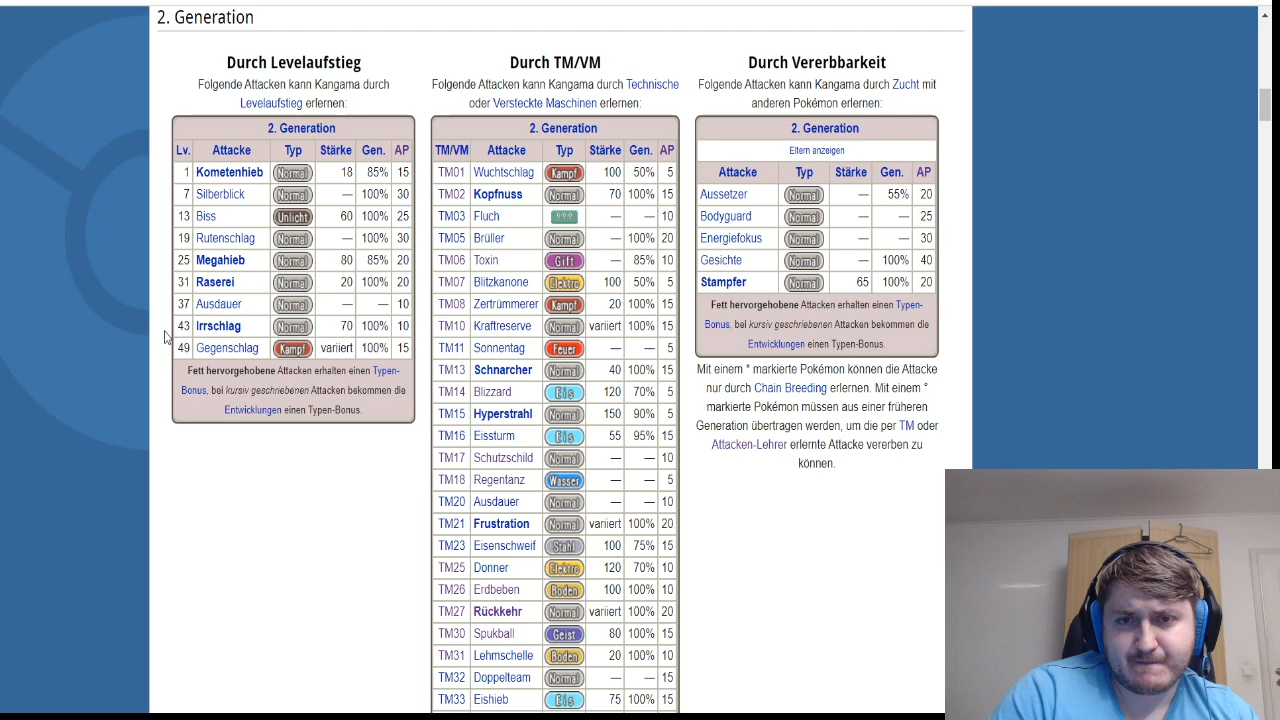 2. Generation
Durch Levelaufstieg
Folgende Attacken kann Kangama durch
Levelaufstieg erlernen:
2. Generation
Lv. Attacke Typ Stärke Gen. AP
1 Kometenhieb Normal 18 85% 15
7 Silberblick Normal — 100% 30
13 Biss Unlicht 60 100% 25
19 Rutenschlag Normal — 100% 30
25 Megahieb Normal 80 85% 20
31 Raserei Normal 20 100% 20
37 Ausdauer Normal — — 10
43 Irrschlag Normal 70 100% 10
49 Gegenschlag Kampf variiert 100% 15
Fett hervorgehobene Attacken erhalten einen Typen-
Bonus, bei kursiv geschriebenen Attacken bekommen die
Entwicklungen einen Typen-Bonus.
Durch TM/VM
Folgende Attacken kann Kangama durch Technische
oder Versteckte Maschinen erlernen:
2. Generation
TM/VM Attacke Typ Stärke Gen. AP
TM01 Wuchtschlag Kampf 100 50% 5
TM02 Kopfnuss Normal 70 100% 15
TM03 Fluch ??? — — 10
TM05 Brüller Normal — 100% 20
TM06 Toxin Gift — 85% 10
TM07 Blitzkanone Elektro 100 50% 5
TM08 Zertrümmerer Kampf 20 100% 15
TM10 Kraftreserve Normal variiert 100% 15
TM11 Sonnentag Feuer — — 5
TM13 Schnarcher Normal 40 100% 15
TM14 Blizzard Eis 120 70% 5
TM15 Hyperstrahl Normal 150 90% 5
TM16 Eissturm Eis 55 95% 15
TM17 Schutzschild Normal — — 10
TM18 Regentanz Wasser — — 5
TM20 Ausdauer Normal — — 10
TM21 Frustration Normal variiert 100% 20
TM23 Eisenschweif Stahl 100 75% 15
TM25 Donner Elektro 120 70% 10
TM26 Erdbeben Boden 100 100% 10
TM27 Rückkehr Normal variiert 100% 20
TM30 Spukball Geist 80 100% 15
TM31 Lehmschelle Boden 20 100% 10
TM32 Doppelteam Normal — — 15
TM33 Eishieb Eis 75 100% 15
Durch Vererbbarkeit
Folgende Attacken kann Kangama durch Zucht mit
anderen Pokémon erlernen:
2. Generation
Eltern anzeigen
Attacke Typ Stärke Gen. AP
Aussetzer Normal — 55% 20
Bodyguard Normal — — 25
Energiefokus Normal — — 30
Gesichte Normal — 100% 40
Stampfer Normal 65 100% 20
Fett hervorgehobene Attacken erhalten einen Typen-
Bonus, bei kursiv geschriebenen Attacken bekommen die
Entwicklungen einen Typen-Bonus.
Mit einem * markierte Pokémon können die Attacke
nur durch Chain Breeding erlernen. Mit einem °
markierte Pokémon müssen aus einer früheren
Generation übertragen werden, um die per TM oder
Attacken-Lehrer erlernte Attacke vererben zu
können.